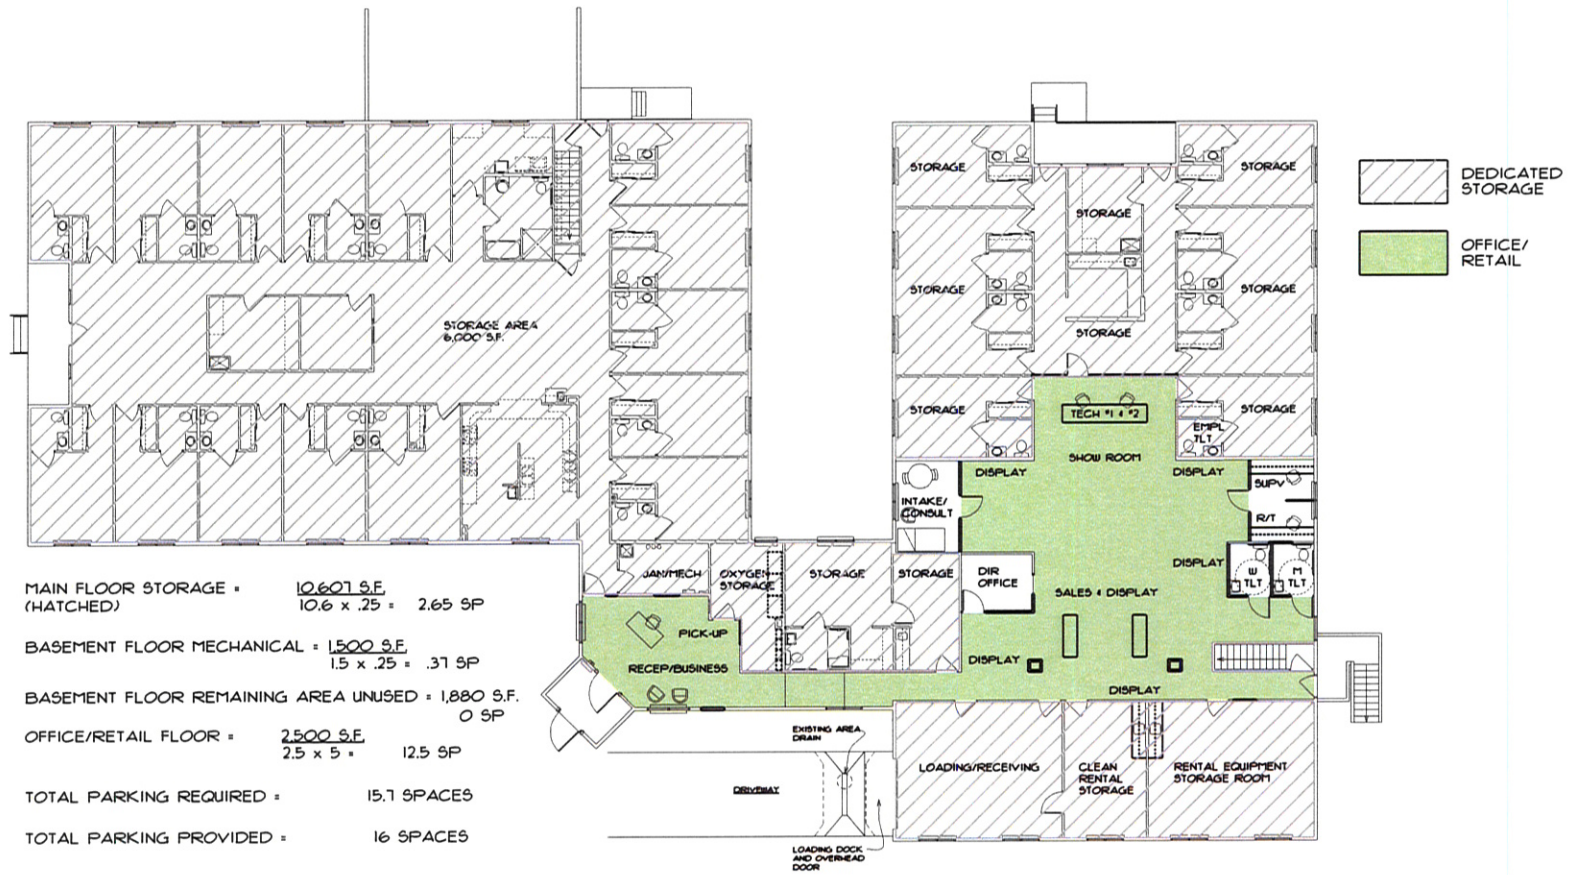 STORAGE
STORAGE
STORAGE
DEDICATED
STORAGE
OFFICE/
RETAIL
STORAGE
STORAGE
STORAGE
STORAGE AREA
6,000 S.F.
STORAGE
STORAGE
TECH #1 & #2
EMPL
TLT
SHOW ROOM
DISPLAY
DISPLAY
INTAKE/
CONSULT
SUPV
R/T
JAN/MECH
OXYGEN
STORAGE
STORAGE
STORAGE
DIR
OFFICE
DISPLAY
W
TLT
M
TLT
SALES & DISPLAY
PICK-UP
RECEP/BUSINESS
DISPLAY
DISPLAY
MAIN FLOOR STORAGE = 10,607 S.F.
(HATCHED) 10.6 x .25 = 2.65 SP
BASEMENT FLOOR MECHANICAL = 1,500 S.F.
1.5 x .25 = .37 SP
BASEMENT FLOOR REMAINING AREA UNUSED = 1,880 S.F.
0 SP
OFFICE/RETAIL FLOOR = 2,500 S.F.
2.5 x 5 = 12.5 SP
TOTAL PARKING REQUIRED = 15.7 SPACES
TOTAL PARKING PROVIDED = 16 SPACES
EXISTING AREA
DRAIN
DRIVEWAY
LOADING DOCK
AND OVERHEAD
DOOR
LOADING/RECEIVING
CLEAN
RENTAL
STORAGE
RENTAL EQUIPMENT
STORAGE ROOM